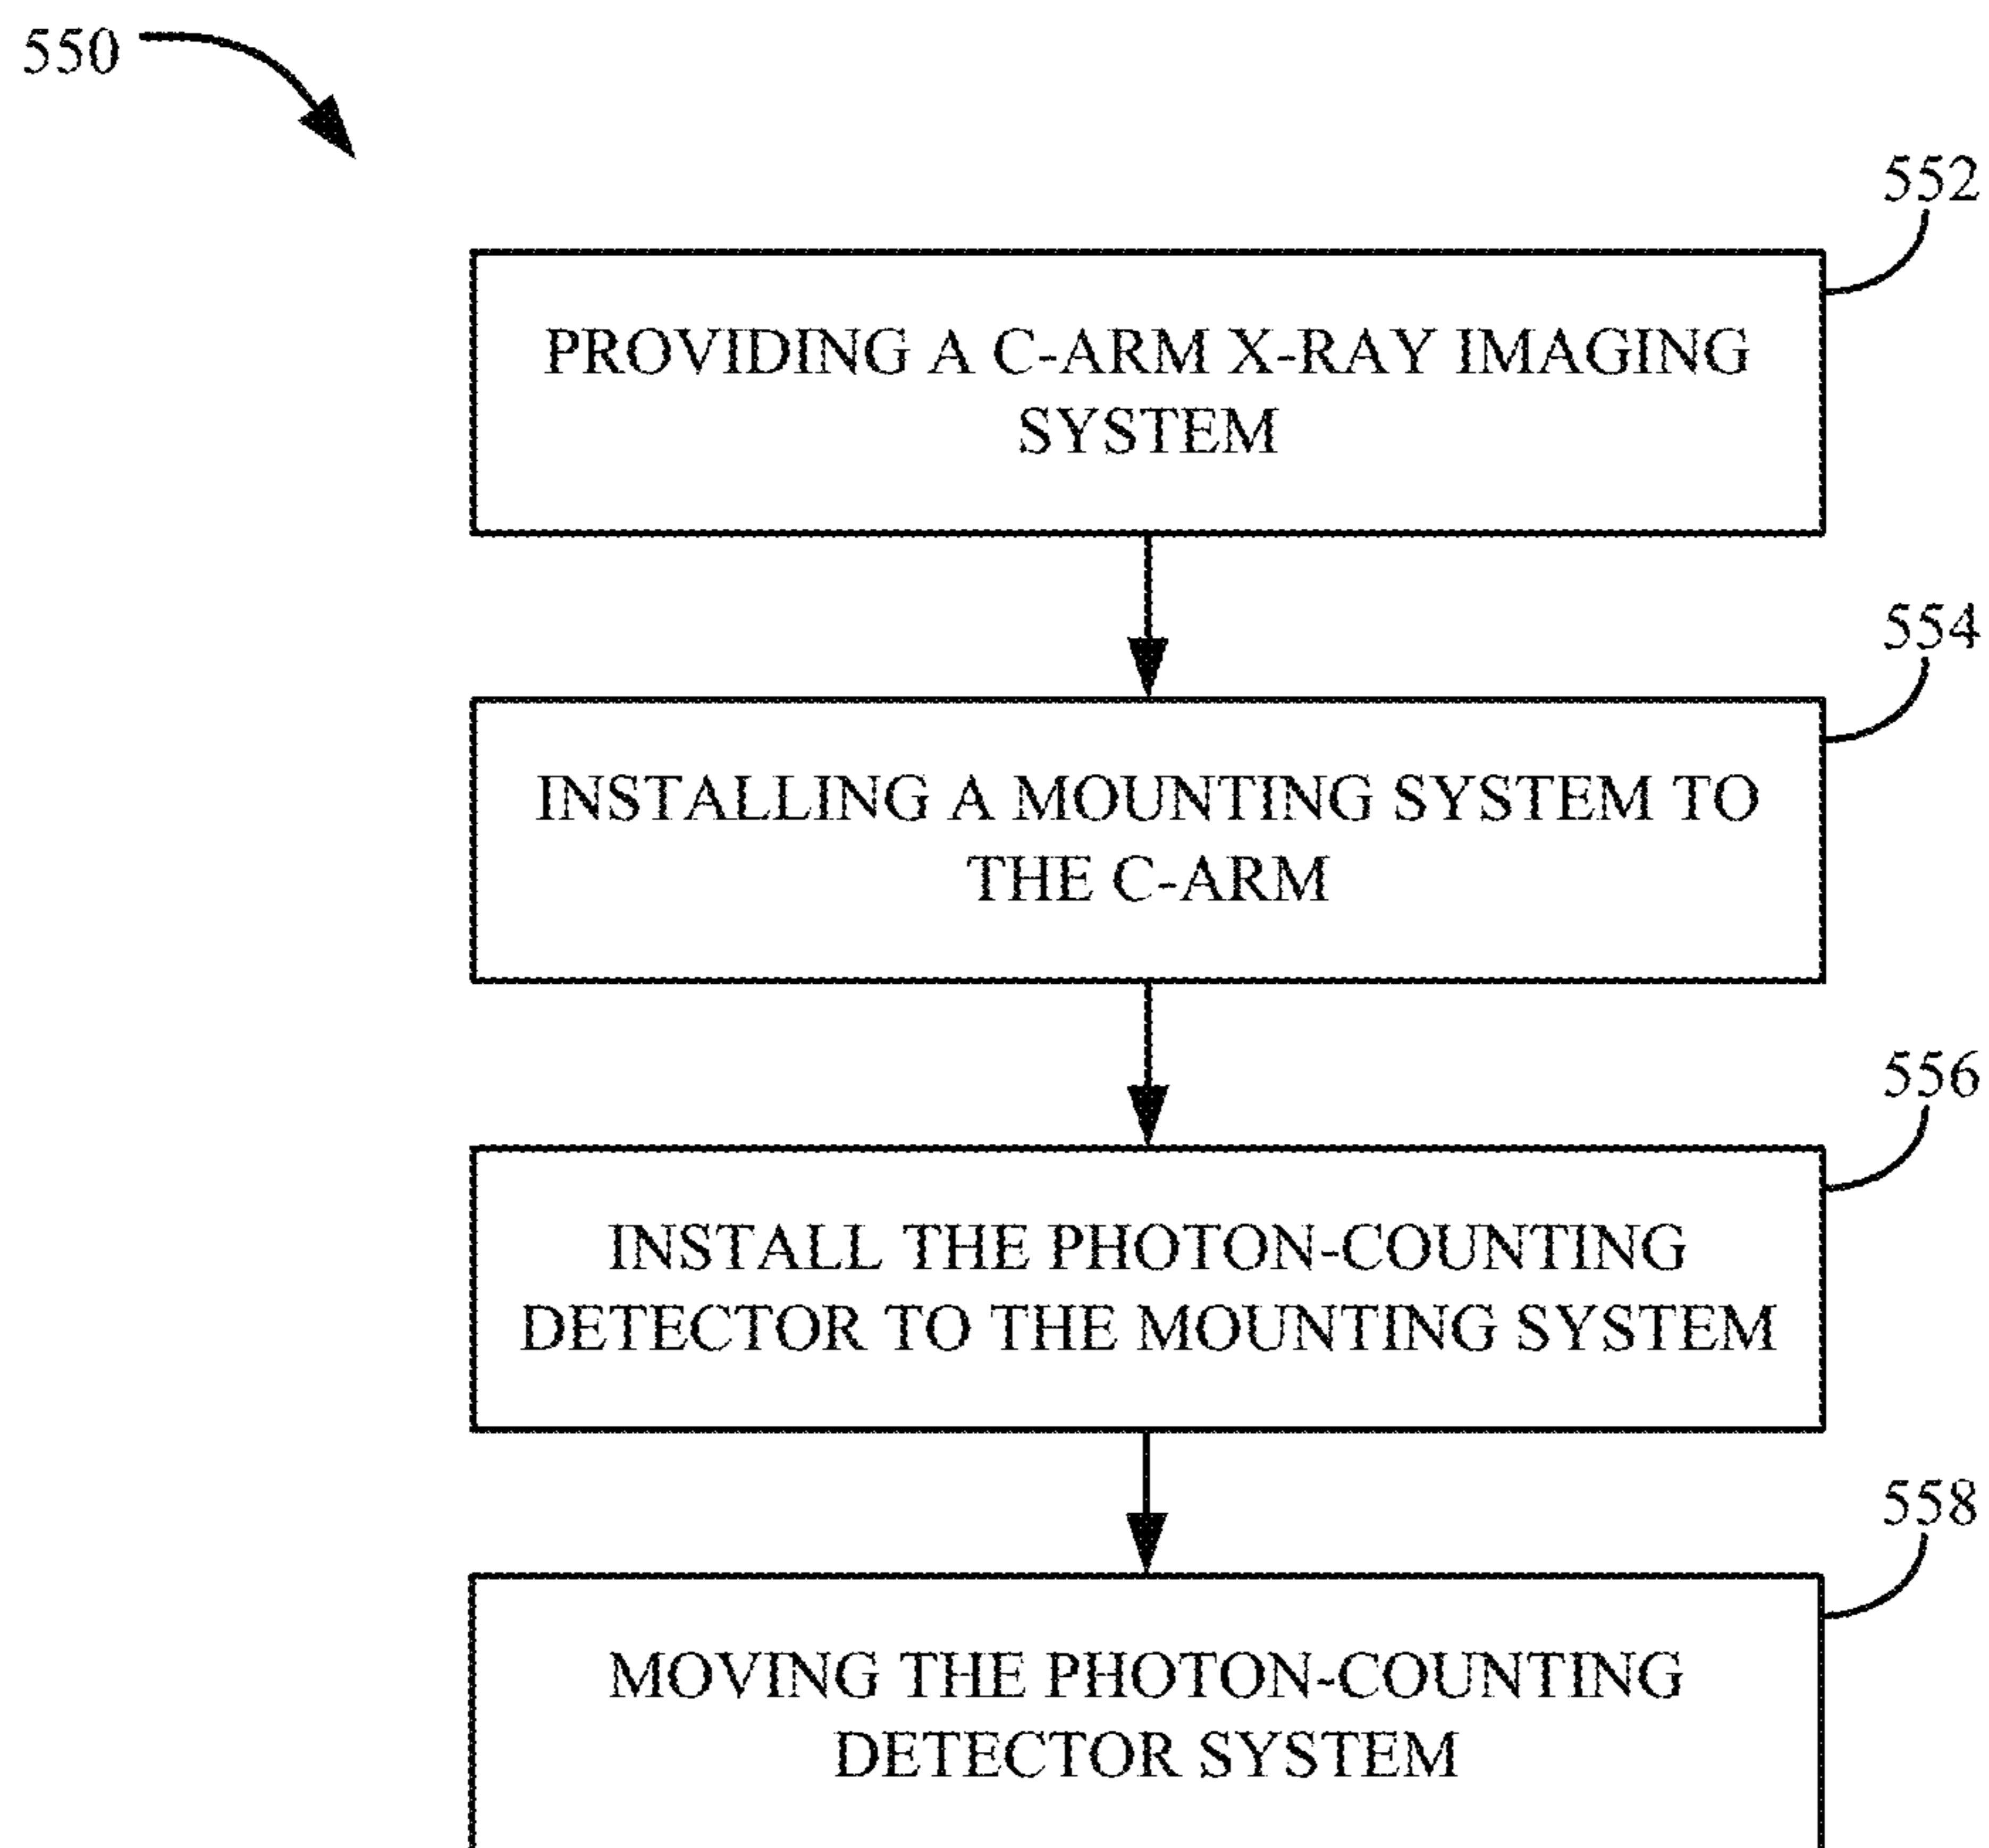 550
552
PROVIDING A C-ARM X-RAY IMAGING
SYSTEM
554
INSTALLING A MOUNTING SYSTEM TO
THE C-ARM
556
INSTALL THE PHOTON-COUNTING
DETECTOR TO THE MOUNTING SYSTEM
558
MOVING THE PHOTON-COUNTING
DETECTOR SYSTEM